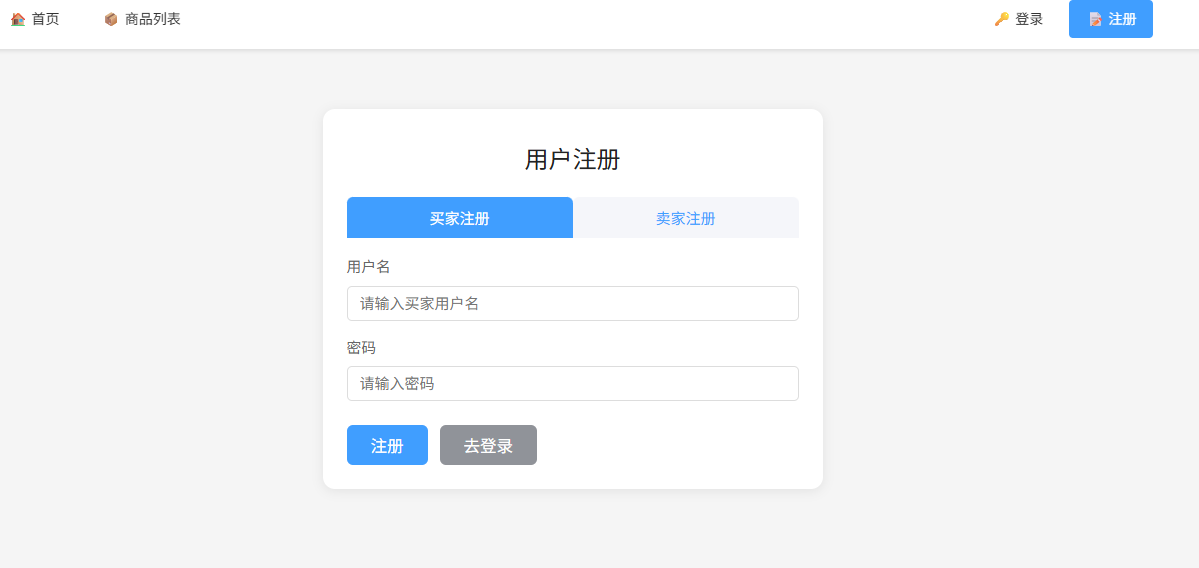 首页 商品列表 登录 注册
用户注册
买家注册 卖家注册
用户名
请输入买家用户名
密码
请输入密码
注册 去登录